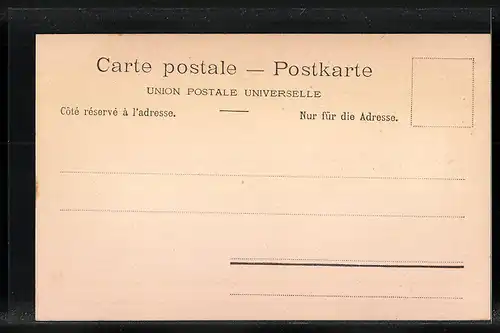 Carte postale — Postkarte
UNION POSTALE UNIVERSELLE
Côté réservé à l'adresse. Nur für die Adresse.